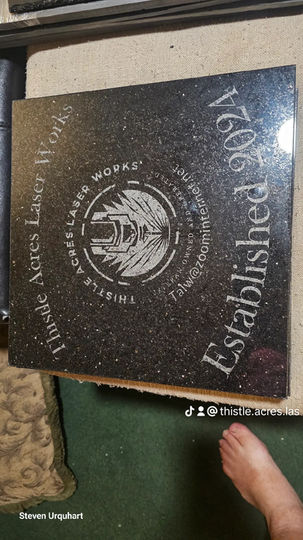 Thistle Acres Laser Works
THISTLE ACRES LASER WORKS
Talw@zoominternet.net
Established 2024
@ thistle.acres.las
Steven Urquhart